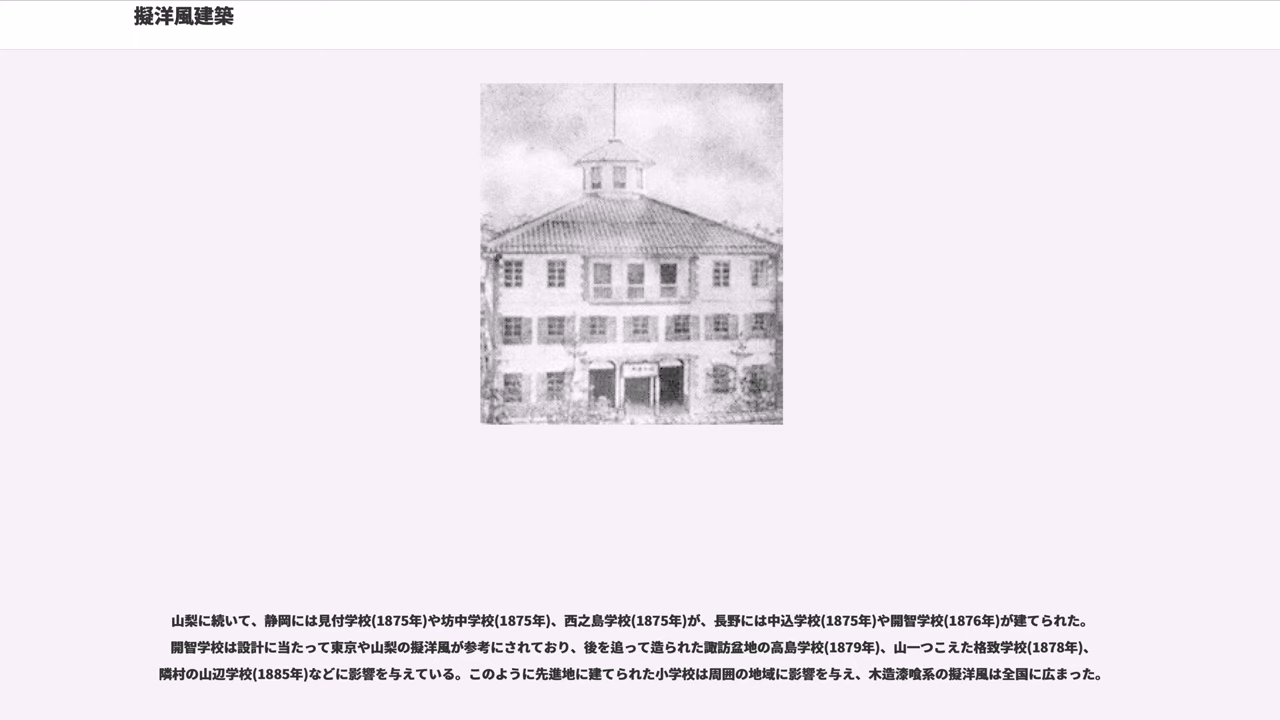 擬洋風建築
山梨に続いて、静岡には見付学校(1875年)や坊中学校(1875年)、西之島学校(1875年)が、長野には中込学校(1875年)や開智学校(1876年)が建てられた。
開智学校は設計に当たって東京や山梨の擬洋風が参考にされており、後を追って造られた諏訪盆地の高島学校(1879年)、山一つこえた格致学校(1878年)、
隣村の山辺学校(1885年)などに影響を与えている。このように先進地に建てられた小学校は周囲の地域に影響を与え、木造漆喰系の擬洋風は全国に広まった。